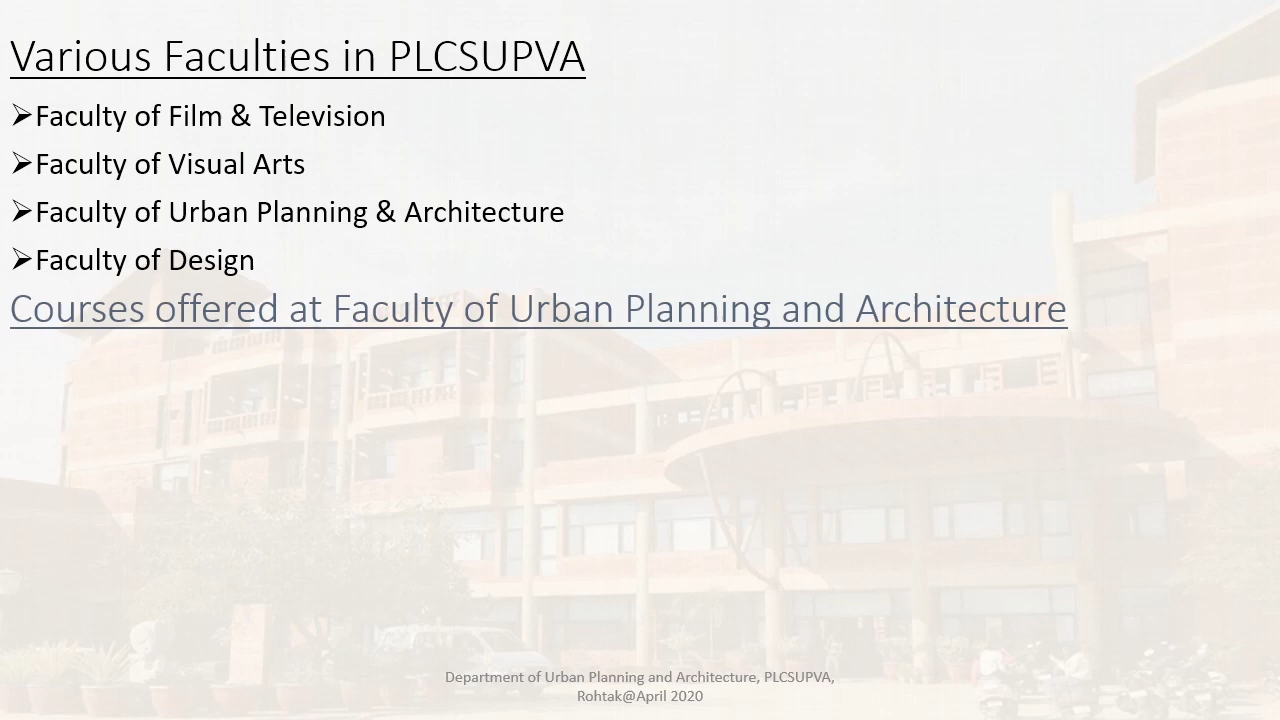 Various Faculties in PLCSUPVA
➢Faculty of Film & Television
➢Faculty of Visual Arts
➢Faculty of Urban Planning & Architecture
➢Faculty of Design
Courses offered at Faculty of Urban Planning and Architecture
Department of Urban Planning and Architecture, PLCSUPVA,
Rohtak@April 2020